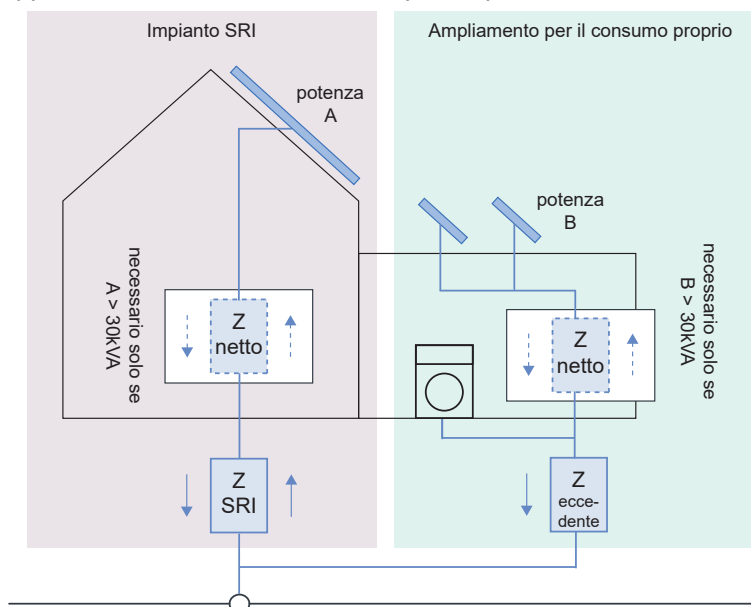 Impianto SRI
Ampliamento per il consumo proprio
potenza
A
potenza
B
necessario solo se
A > 30kVA
Z
netto
Z
netto
necessario solo se
B > 30kVA
Z
SRI
Z
ecce-
dente